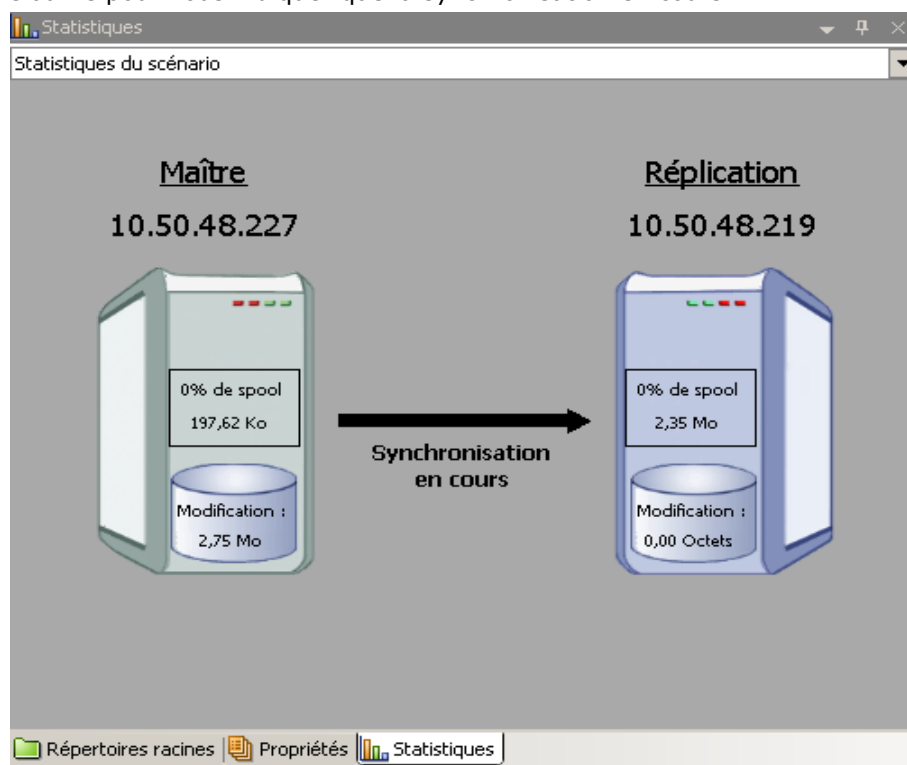 Statistiques
Statistiques du scénario
Maître
10.50.48.227
Réplication
10.50.48.219
0% de spool
197,62 Ko
0% de spool
2,35 Mo
Synchronisation
en cours
Modification :
2,75 Mo
Modification :
0,00 Octets
Répertoires racines Propriétés Statistiques